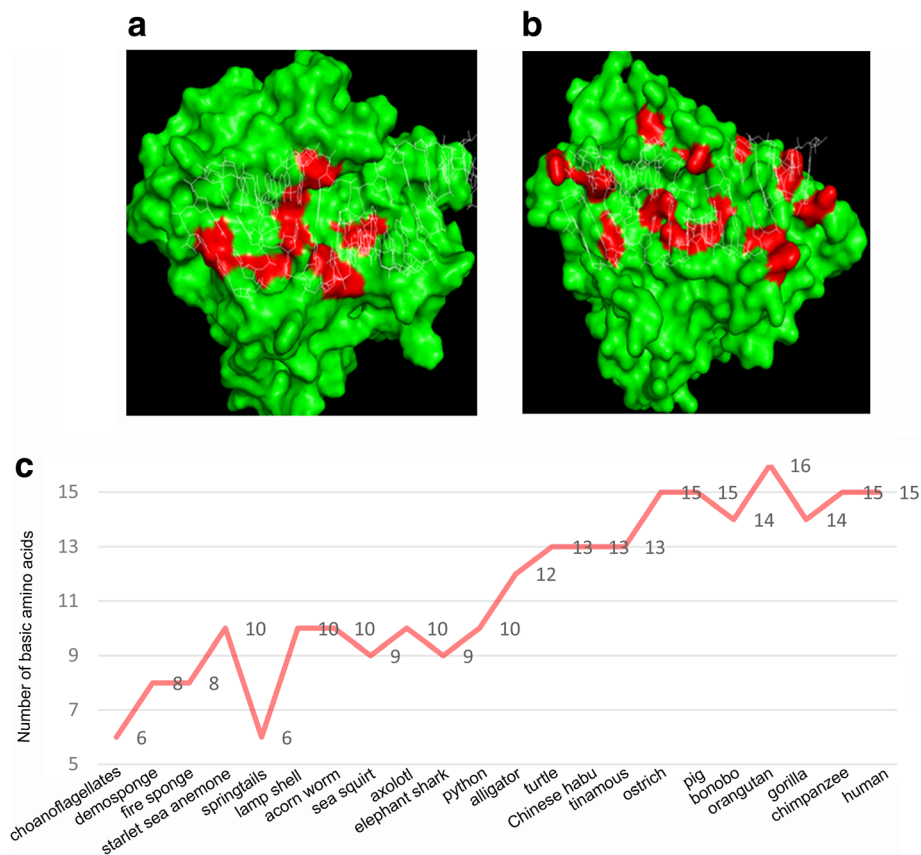 a
b
c
Number of basic amino acids
15
13
11
9
7
5
6
8
8
10
6
10
10
9
10
9
10
12
13
13
13
15
15
14
16
14
15
15
choanoflagellates
demosponge
fire sponge
starlet sea anemone
springtails
lamp shell
acorn worm
sea squirt
axolotl
elephant shark
python
alligator
turtle
Chinese habu
tinamous
ostrich
pig
bonobo
orangutan
gorilla
chimpanzee
human